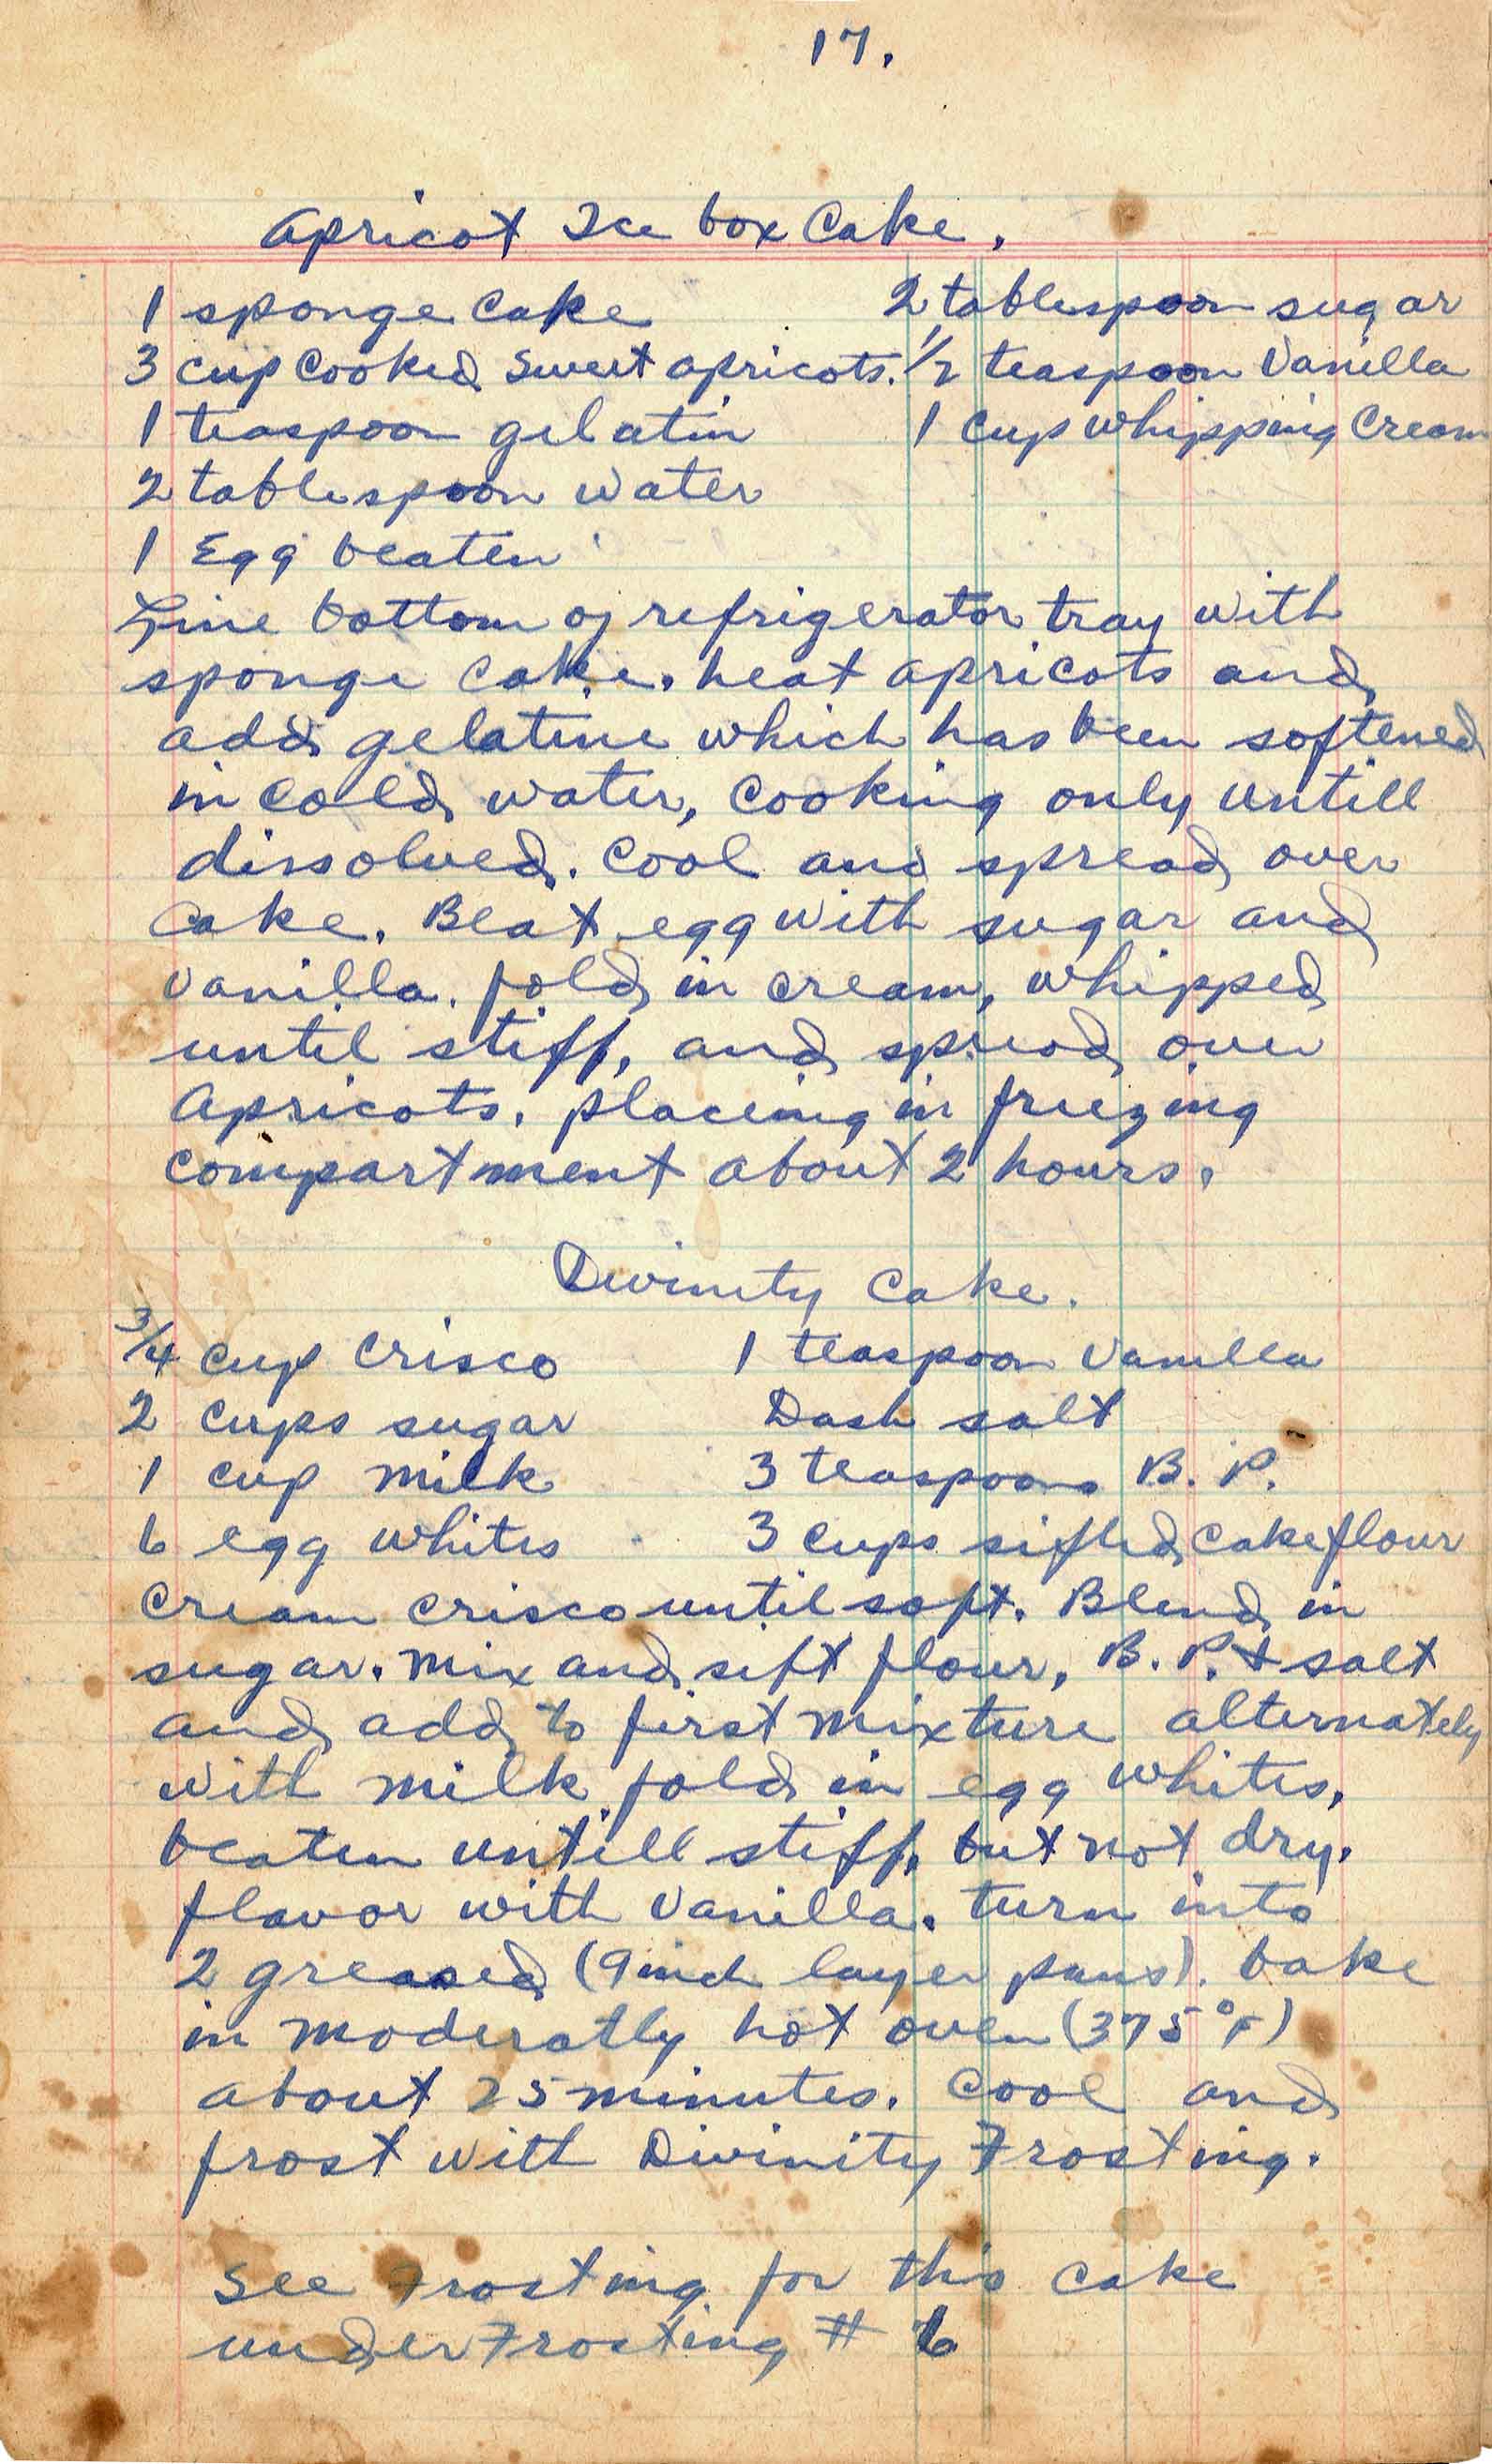 17.
Apricot Ice box Cake.
1 sponge Cake 2 tablespoon sugar
3 cup Cooked Sweet apricots. 1/2 teaspoon Vanilla
1 teaspoon gelatin 1 Cup Whipping Cream
2 tablespoon water
1 Egg beaten
Line bottom of refrigerator tray with
sponge Cake. heat apricots and
add gelatine which has been softened
in cold water, Cooking only untill
dissolved. Cool and spread over
Cake. Beat egg with sugar and
Vanilla. fold in cream, whipped
until stiff, and spread over
Apricots. placeing in freezing
compartment about 2 hours.
Divinity Cake.
3/4 cup Crisco 1 teaspoon Vanilla
2 cups sugar Dash salt
1 cup milk 3 teaspoons B. P.
6 egg whites 3 cups sifted Cake flour
Cream crisco until soft. Blend in
sugar. mix and sift flour, B. P. & salt
and add to first mixture alternately
with milk fold in egg whites,
beaten untill stiff, but not dry.
flavor with Vanilla. turn into
2 greased (9 inch layer pans). bake
in moderatly hot oven (375°F)
about 25 minutes. Cool and
frost with Divinity Frosting.
See Frosting for this Cake
under Frosting # 6